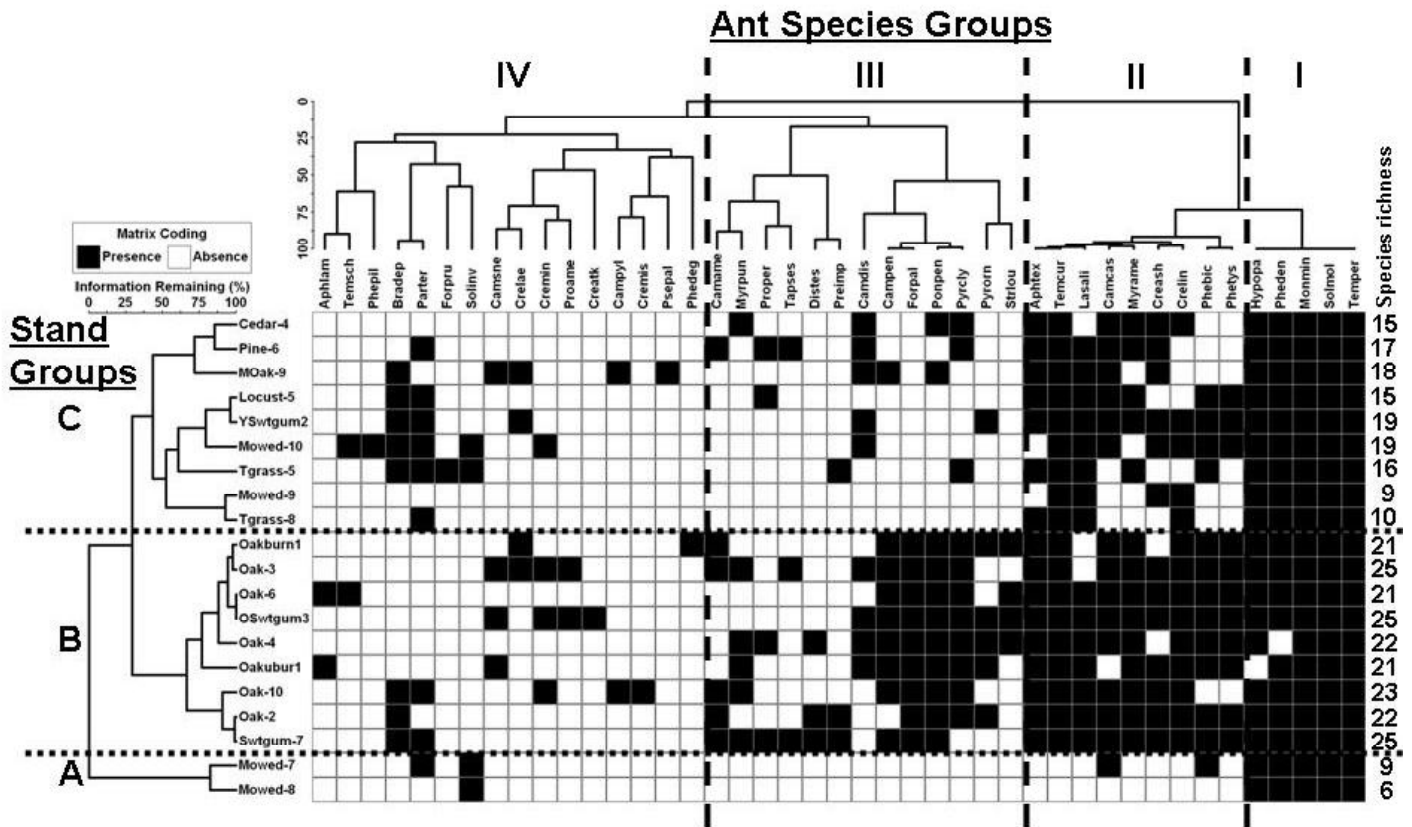 Ant Species Groups
IV III II I
0
25
50
75
100
Species richness
Matrix Coding
Presence Absence
Information Remaining (%)
0 25 50 75 100
Aphlam Temsch Phepil Bradep Parter Forpru Solinv Camsne Crelae Cremin Proame Creatk Campyl Cremis Psepal Phedeg Camame Myrpun Proper Tapses Distes Preimp Camdis Campen Forpal Ponpen Pyrcly Pyrorn Strlou Aphtex Temcur Lasali Camcas Myrame Creash Crelin Phebic Phetys Hypopa Pheden Monmin Solmol Temper
Stand
Groups
C
Cedar-4 15
Pine-6 17
MOak-9 18
Locust-5 15
YSwtgum2 19
Mowed-10 19
Tgrass-5 16
Mowed-9 9
Tgrass-8 10
B
Oakburn1 21
Oak-3 25
Oak-6 21
OSwtgum3 25
Oak-4 22
Oakubur1 21
Oak-10 23
Oak-2 22
Swtgum-7 25
A
Mowed-7 9
Mowed-8 6